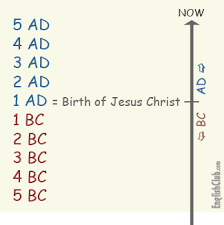 NOW
5 AD
4 AD
3 AD
2 AD
1 AD = Birth of Jesus Christ
1 BC
2 BC
3 BC
4 BC
5 BC
AD ⇨
⇦ BC
EnglishClub.com